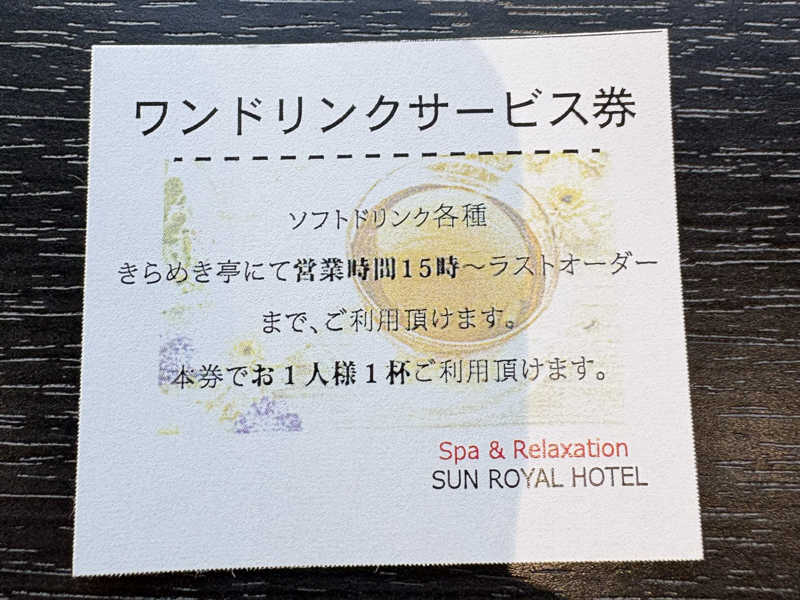 ワンドリンクサービス券
ソフトドリンク各種
きらめき亭にて営業時間15時～ラストオーダー
まで、ご利用頂けます。
本券でお１人様１杯ご利用頂けます。
Spa & Relaxation
SUN ROYAL HOTEL